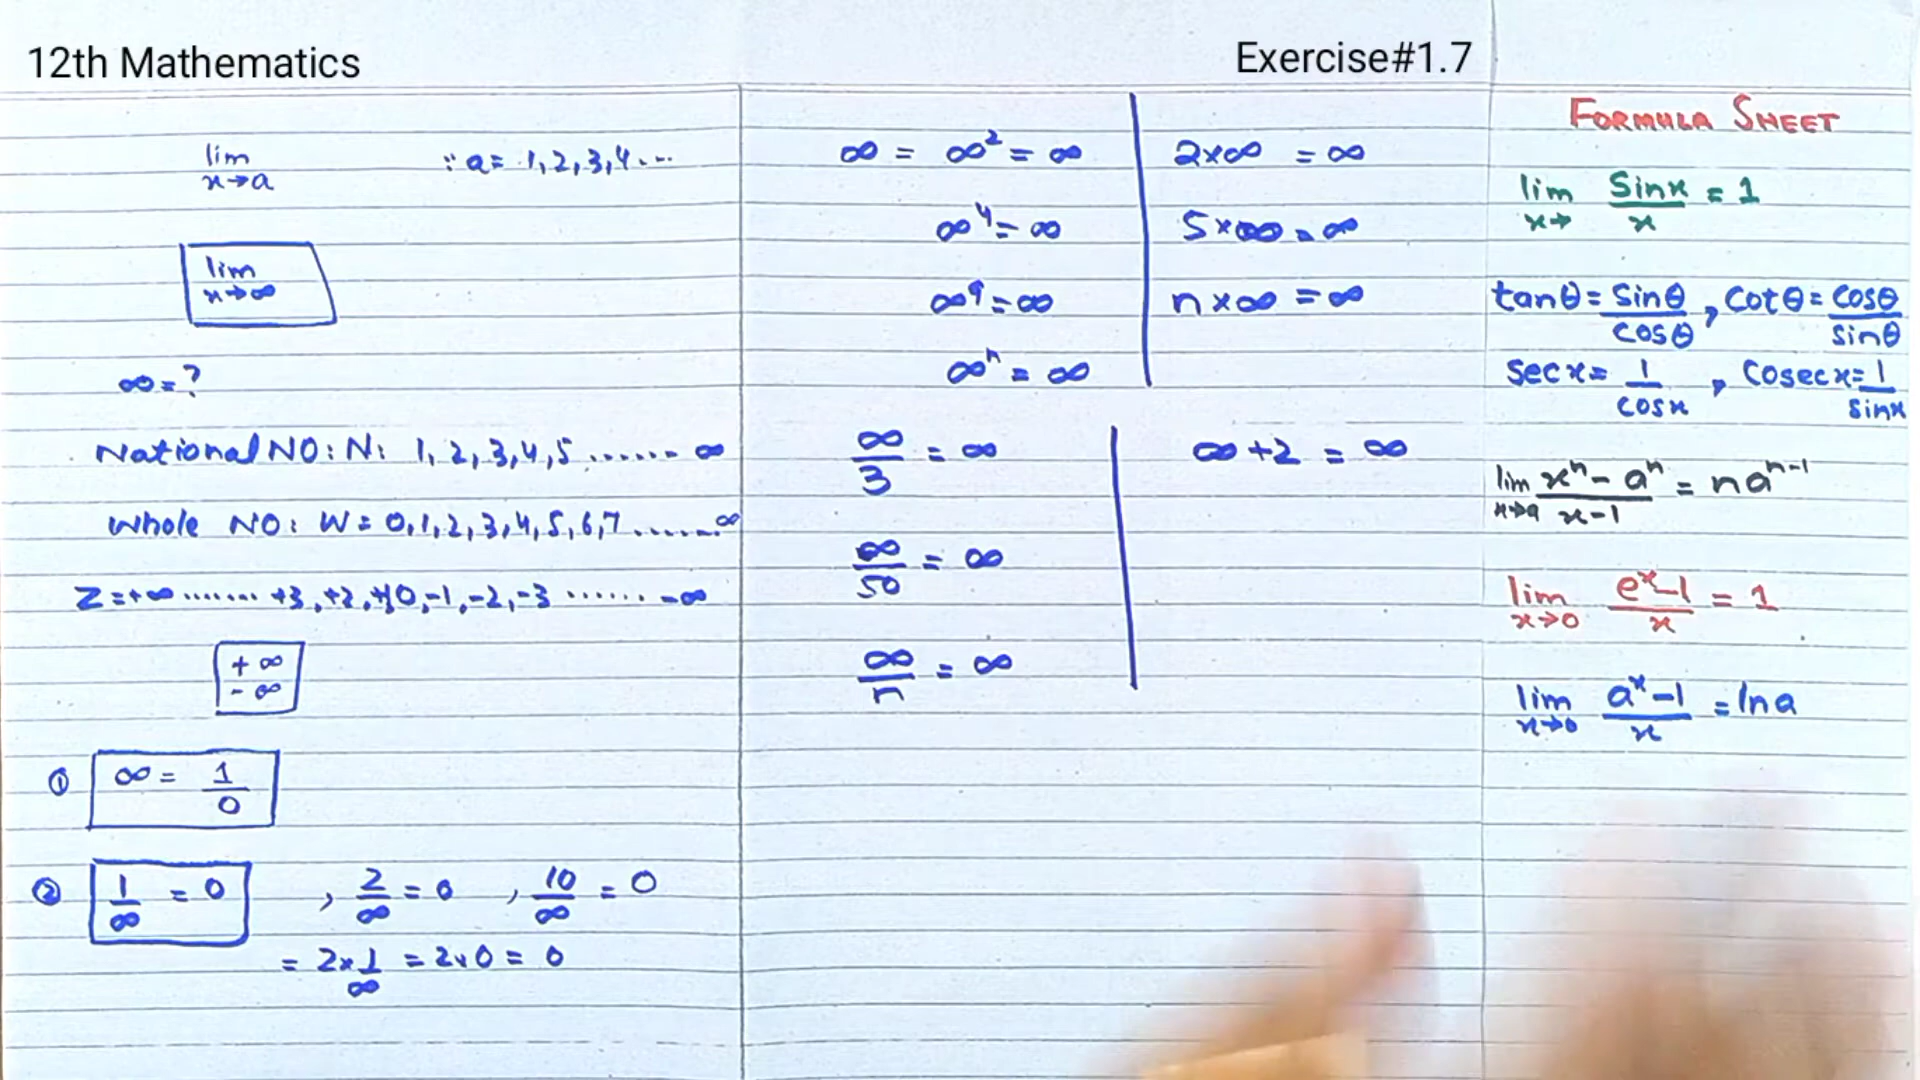 12th Mathematics
Exercise#1.7
lim x→a ∵ a = 1, 2, 3, 4 ...
lim x→∞
∞ = ?
National NO: N: 1, 2, 3, 4, 5 ....... ∞
Whole NO: W = 0, 1, 2, 3, 4, 5, 6, 7 ....... ∞
Z = +∞ ....... +3, +2, +1, 0, -1, -2, -3 ....... -∞
+ ∞
- ∞
① ∞ = 1/0
② 1/∞ = 0 , 2/∞ = 0 , 10/∞ = 0
= 2 × 1/∞ = 2 × 0 = 0
∞ = ∞² = ∞
∞⁴ = ∞
∞⁹ = ∞
∞ⁿ = ∞
2×∞ = ∞
5×∞ = ∞
n×∞ = ∞
∞/3 = ∞
∞/50 = ∞
∞/n = ∞
∞ + 2 = ∞
FORMULA SHEET
lim x→ Sinx/x = 1
tanθ = Sinθ/cosθ , Cotθ = cosθ/sinθ
Secx = 1/cosx , Cosecx = 1/sinx
lim x→a xⁿ - aⁿ/x-1 = naⁿ⁻¹
lim x→0 eˣ-1/x = 1
lim x→0 aˣ-1/x = lna